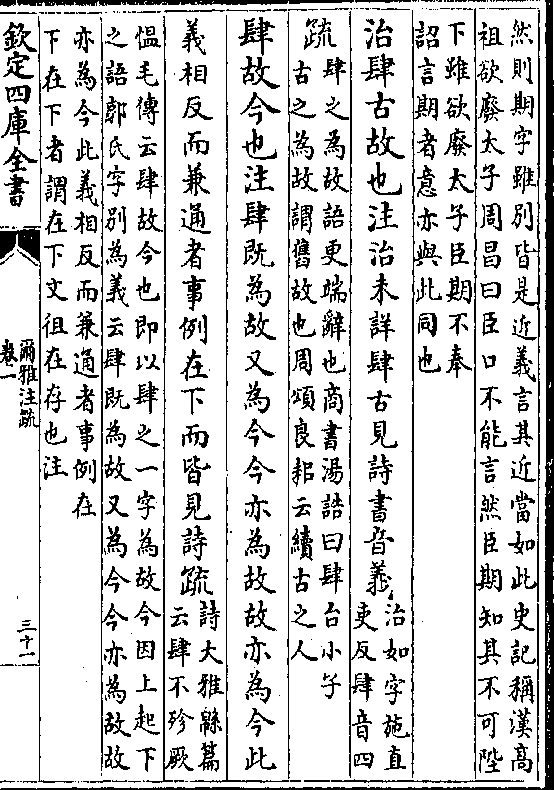 然則期字雖別皆是近義言其近當如此史記稱漢高
祖欲廢太子周昌曰臣口不能言然臣期知其不可陛
下雖欲廢太子臣期不奉
詔言期者意亦與此同也
治肆古故也注治未詳肆古見詩書音義治如字施直
吏反肆音四
疏肆之為故語更端辭也商書湯誥曰肆台小子
古之為故謂舊故也周頌良耜云續古之人
肆故今也注肆既為故又為今今亦為故故亦為今此
義相反而兼通者事例在下而皆見詩疏詩大雅緜篇
云肆不殄厥
愠毛傳云肆故今也即以肆之一字為故今因上起下
之語郭氏字別為義云肆既為故又為今今亦為故故
亦為今此義相反而兼通者事例在
下在下者謂在下文徂在存也注
欽定四庫全書
爾雅注疏
卷一
三十一